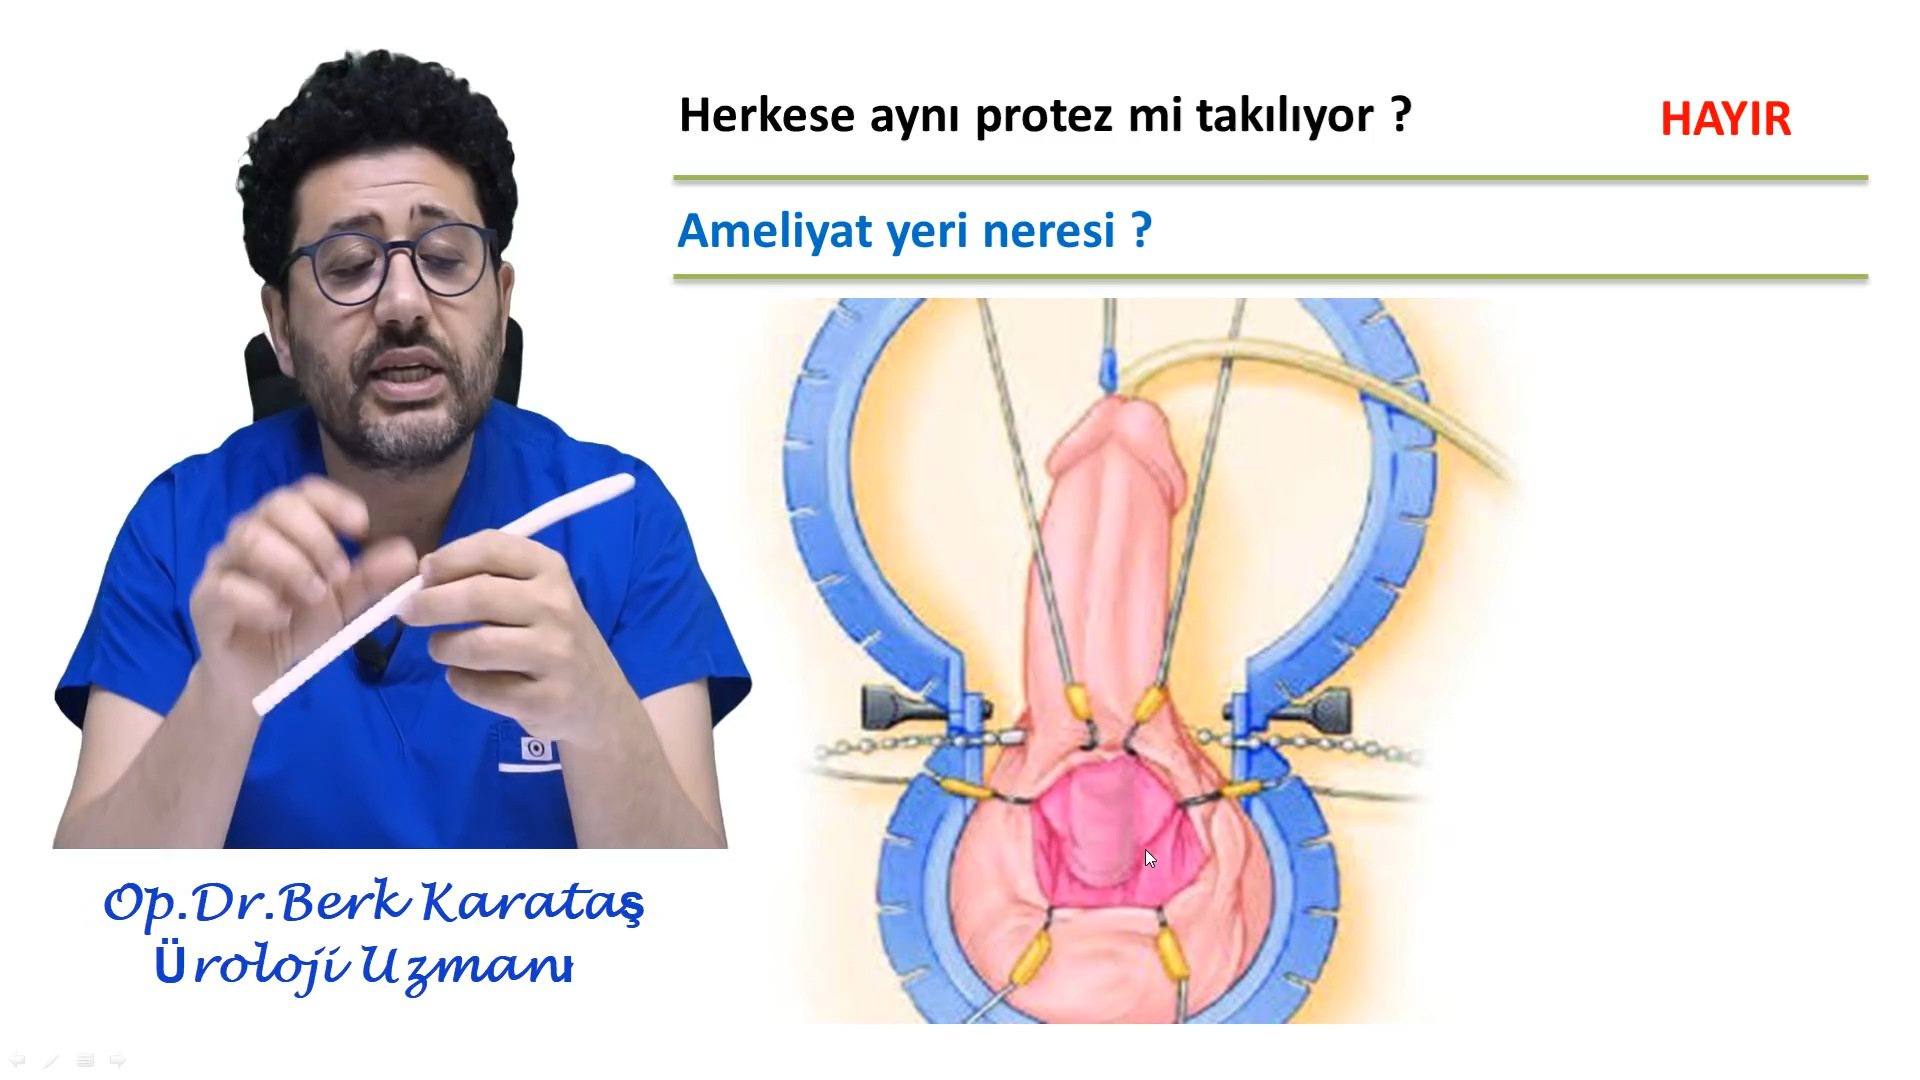 Herkese aynı protez mi takılıyor ?
HAYIR
Ameliyat yeri neresi ?
Op.Dr.Berk Karataş
Üroloji Uzmanı